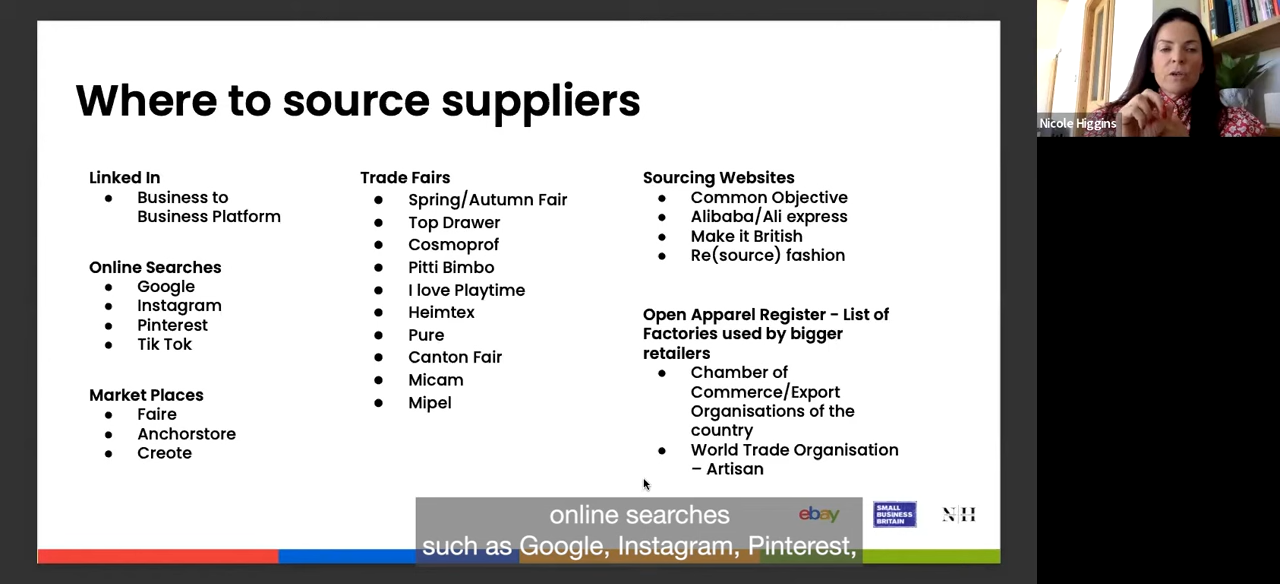 Where to source suppliers
Linked In
● Business to
Business Platform
Online Searches
● Google
● Instagram
● Pinterest
● Tik Tok
Market Places
● Faire
● Anchorstore
● Creote
Trade Fairs
● Spring/Autumn Fair
● Top Drawer
● Cosmoprof
● Pitti Bimbo
● I love Playtime
● Heimtex
● Pure
● Canton Fair
● Micam
● Mipel
Sourcing Websites
● Common Objective
● Alibaba/Ali express
● Make it British
● Re(source) fashion
Open Apparel Register - List of
Factories used by bigger
retailers
● Chamber of
Commerce/Export
Organisations of the
country
● World Trade Organisation
– Artisan
ebay
SMALL
BUSINESS
BRITAIN
NH
online searches
such as Google, Instagram, Pinterest,
Nicole Higgins